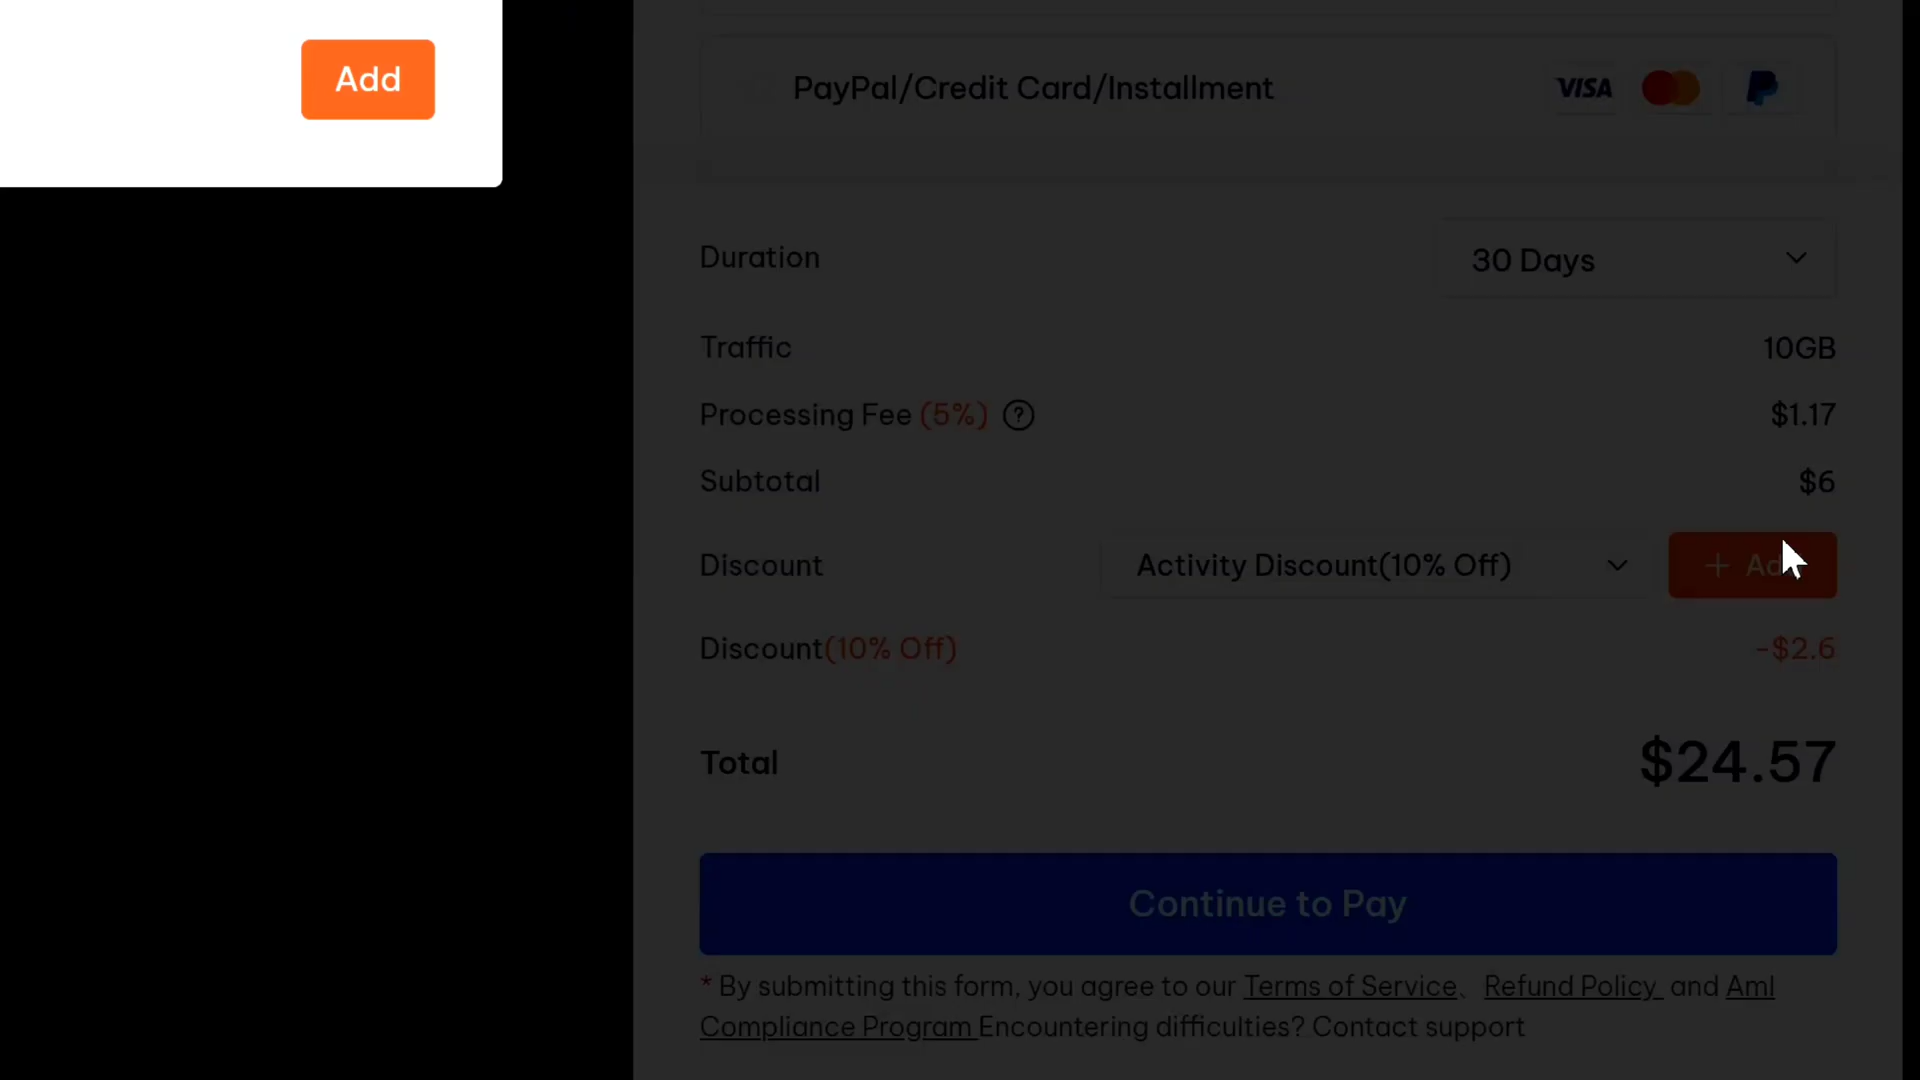 Add
PayPal/Credit Card/Installment VISA
Duration 30 Days
Traffic 10GB
Processing Fee (5%) ? $1.17
Subtotal $6
Discount Activity Discount(10% Off) +
Discount(10% Off) -$2.6
Total $24.57
Continue to Pay
* By submitting this form, you agree to our Terms of Service、 Refund Policy and Aml
Compliance Program Encountering difficulties? Contact support